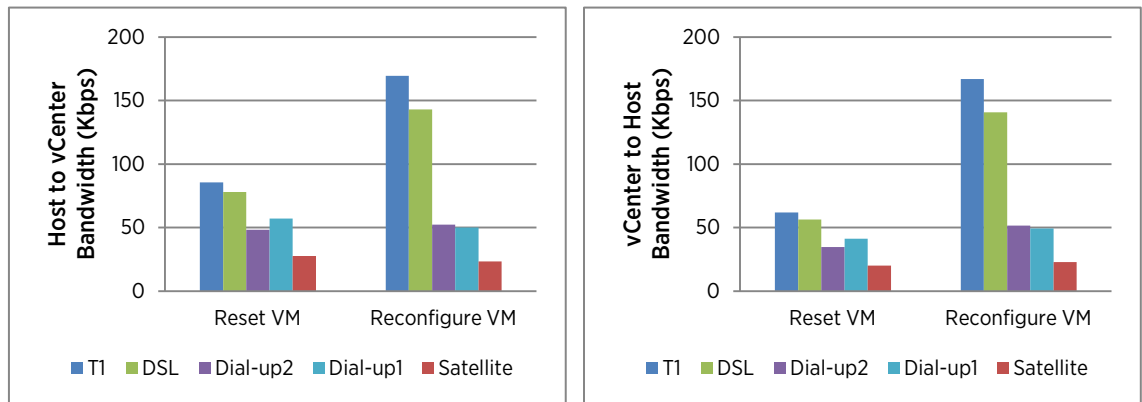 Host to vCenter
Bandwidth (Kbps)
200
150
100
50
0
Reset VM
Reconfigure VM
T1 DSL Dial-up2 Dial-up1 Satellite
vCenter to Host
Bandwidth (Kbps)
200
150
100
50
0
Reset VM
Reconfigure VM
T1 DSL Dial-up2 Dial-up1 Satellite